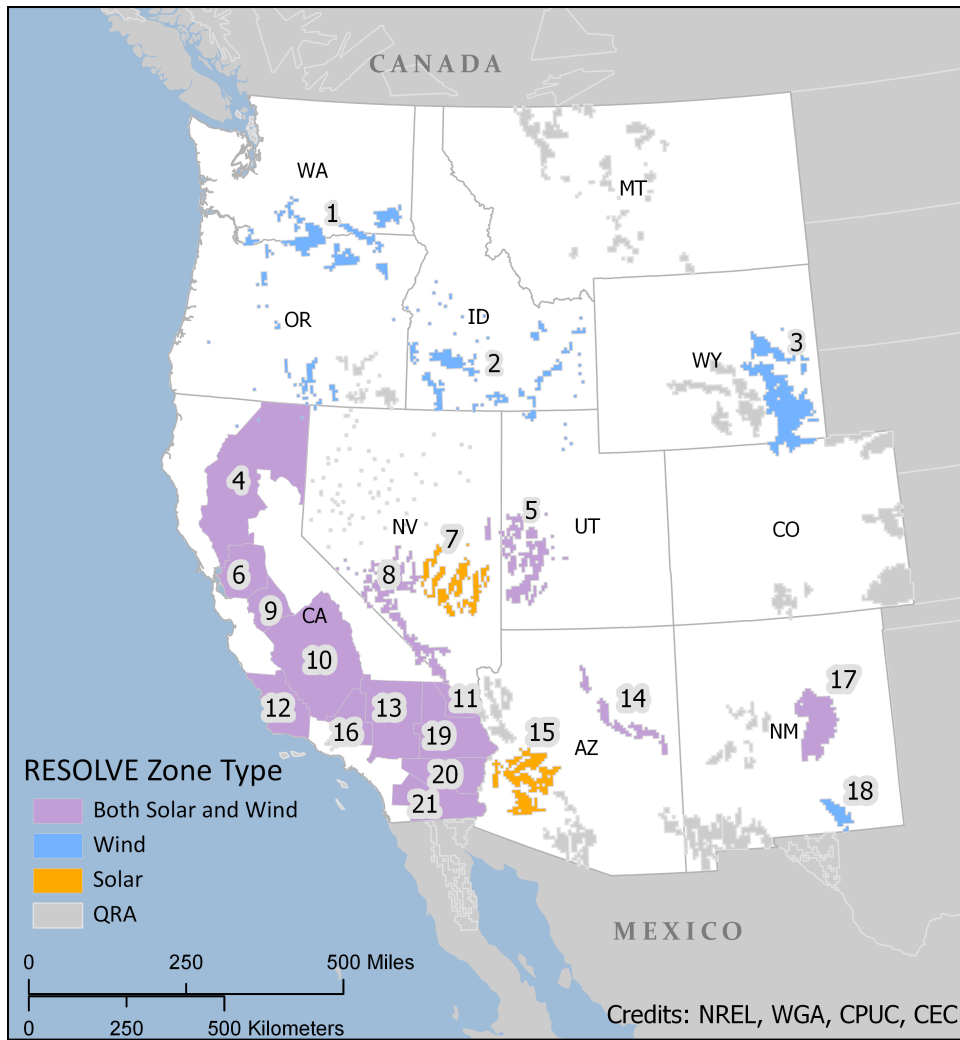 CANADA
WA
MT
1
OR
ID
2
WY
3
4
5
NV
7
UT
CO
6
8
9
CA
10
11
12
13
14
15
16
AZ
17
NM
18
19
20
21
RESOLVE Zone Type
Both Solar and Wind
Wind
Solar
QRA
MEXICO
0 250 500 Miles
0 250 500 Kilometers
Credits: NREL, WGA, CPUC, CEC